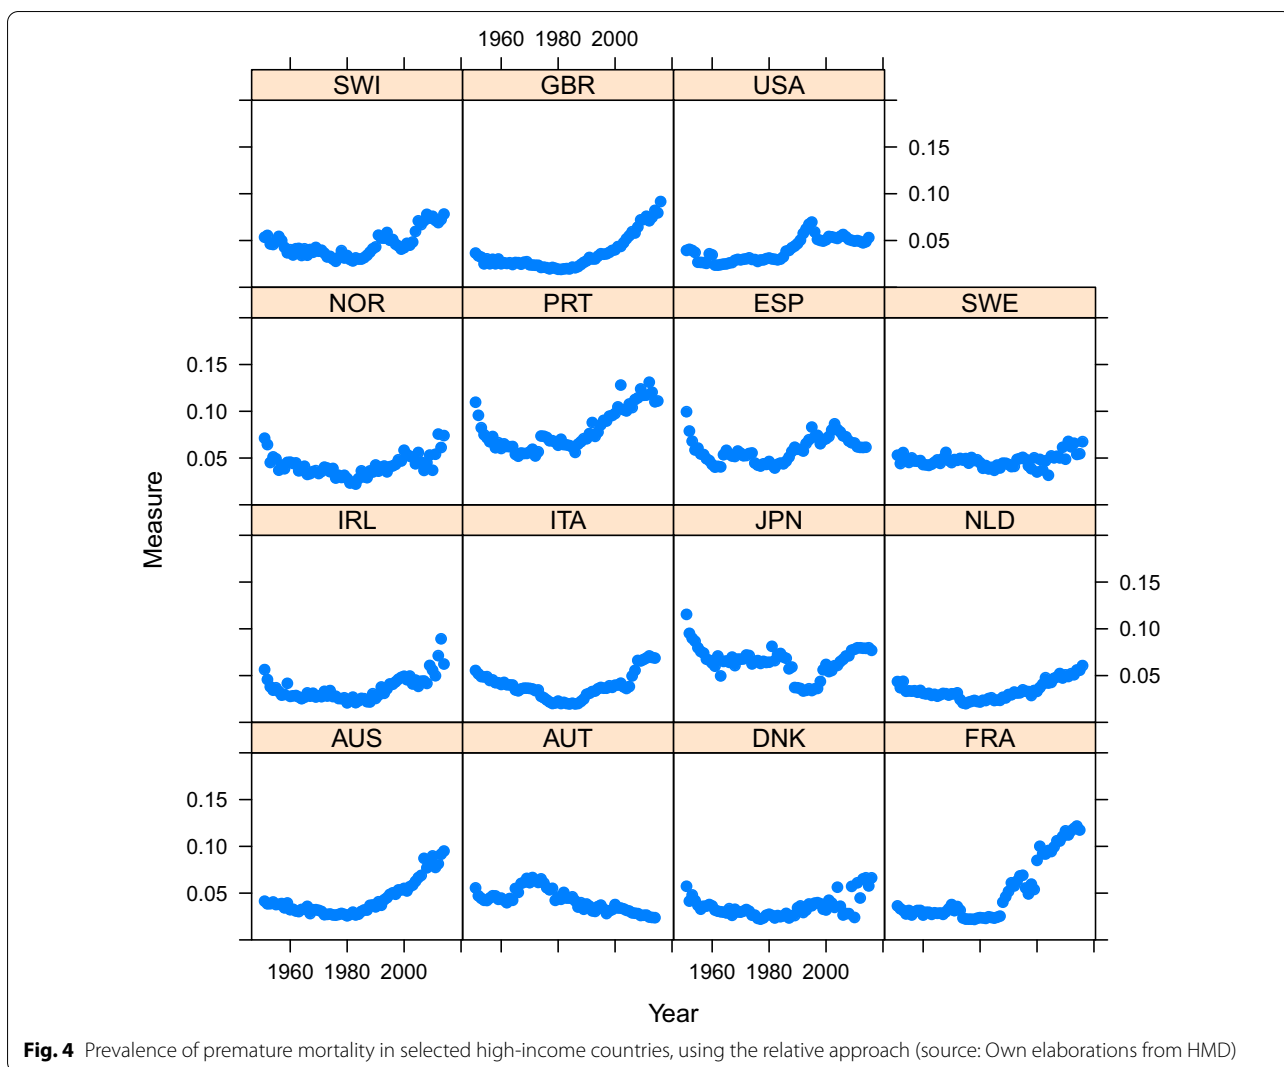 1960 1980 2000
SWI GBR USA
0.15
0.10
0.05
NOR PRT ESP SWE
0.15
0.10
0.05
IRL ITA JPN NLD
0.15
0.10
0.05
AUS AUT DNK FRA
0.15
0.10
0.05
1960 1980 2000 1960 1980 2000
Measure
Year
Fig. 4 Prevalence of premature mortality in selected high-income countries, using the relative approach (source: Own elaborations from HMD)